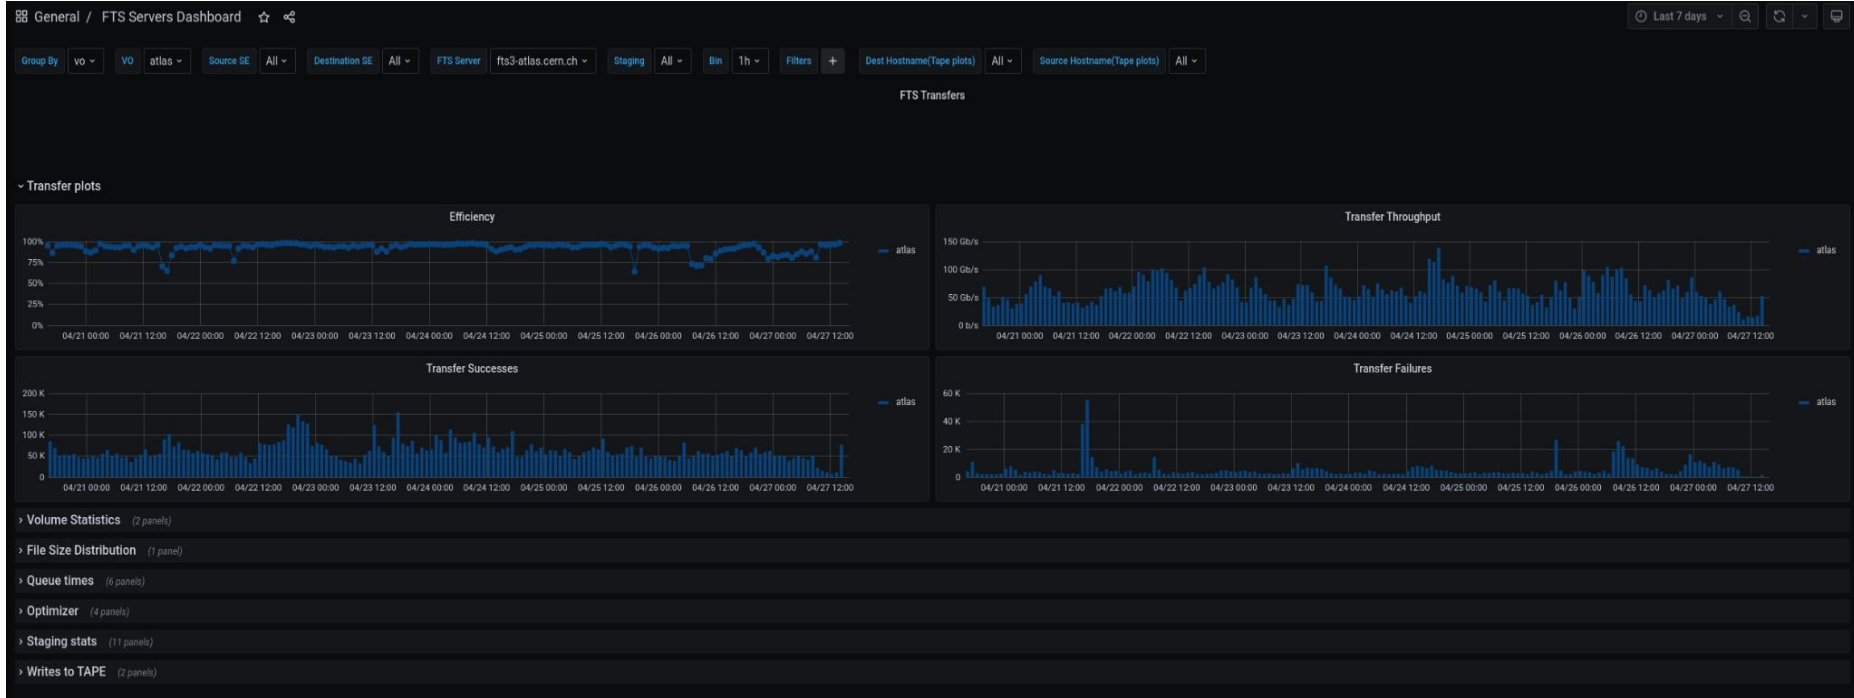 General / FTS Servers Dashboard
Last 7 days
Group By vo VO atlas Source SE All Destination SE All FTS Server fts3-atlas.cern.ch Staging All Bin 1h Filters + Dest Hostname(Tape plots) All Source Hostname(Tape plots) All
FTS Transfers
Transfer plots
Efficiency
100%
75%
50%
25%
0%
04/21 00:00 04/21 12:00 04/22 00:00 04/22 12:00 04/23 00:00 04/23 12:00 04/24 00:00 04/24 12:00 04/25 00:00 04/25 12:00 04/26 00:00 04/26 12:00 04/27 00:00 04/27 12:00
atlas
Transfer Throughput
150 Gb/s
100 Gb/s
50 Gb/s
0 b/s
04/21 00:00 04/21 12:00 04/22 00:00 04/22 12:00 04/23 00:00 04/23 12:00 04/24 00:00 04/24 12:00 04/25 00:00 04/25 12:00 04/26 00:00 04/26 12:00 04/27 00:00 04/27 12:00
atlas
Transfer Successes
200 K
150 K
100 K
50 K
0
04/21 00:00 04/21 12:00 04/22 00:00 04/22 12:00 04/23 00:00 04/23 12:00 04/24 00:00 04/24 12:00 04/25 00:00 04/25 12:00 04/26 00:00 04/26 12:00 04/27 00:00 04/27 12:00
atlas
Transfer Failures
60 K
40 K
20 K
0
04/21 00:00 04/21 12:00 04/22 00:00 04/22 12:00 04/23 00:00 04/23 12:00 04/24 00:00 04/24 12:00 04/25 00:00 04/25 12:00 04/26 00:00 04/26 12:00 04/27 00:00 04/27 12:00
atlas
Volume Statistics (2 panels)
File Size Distribution (1 panel)
Queue times (6 panels)
Optimizer (4 panels)
Staging stats (11 panels)
Writes to TAPE (2 panels)